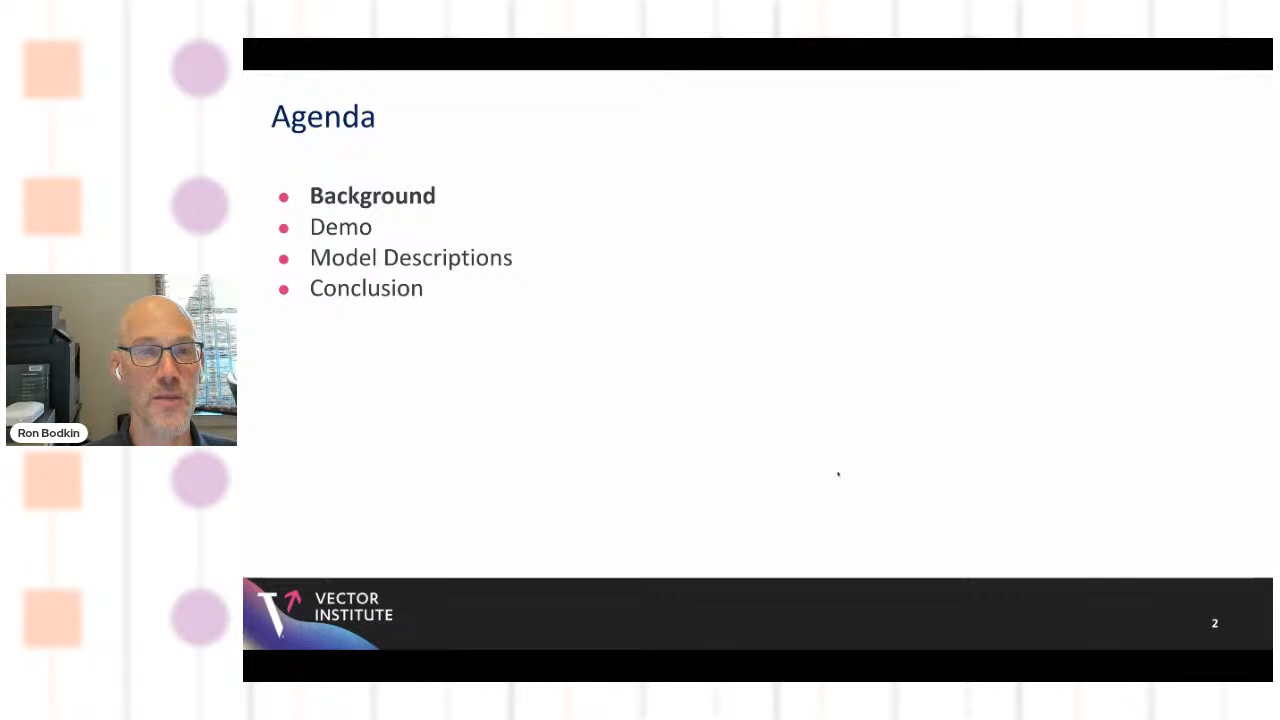 Agenda
Background
Demo
Model Descriptions
Conclusion
Ron Bodkin
VECTOR
INSTITUTE
2